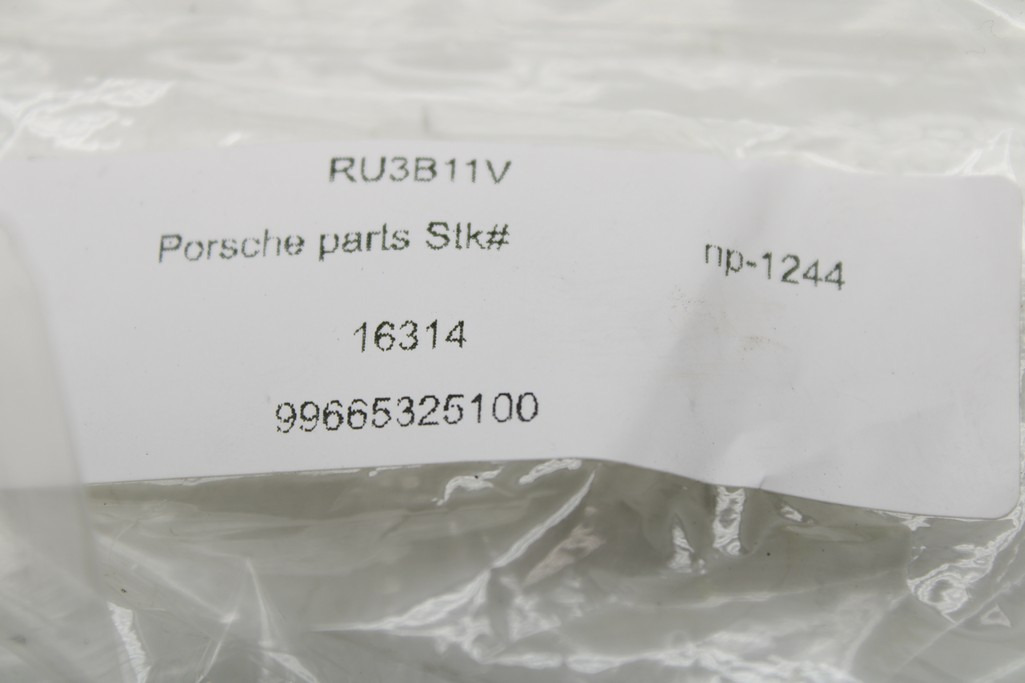 RU3B11V
Porsche parts Stk#
np-1244
16314
99665325100